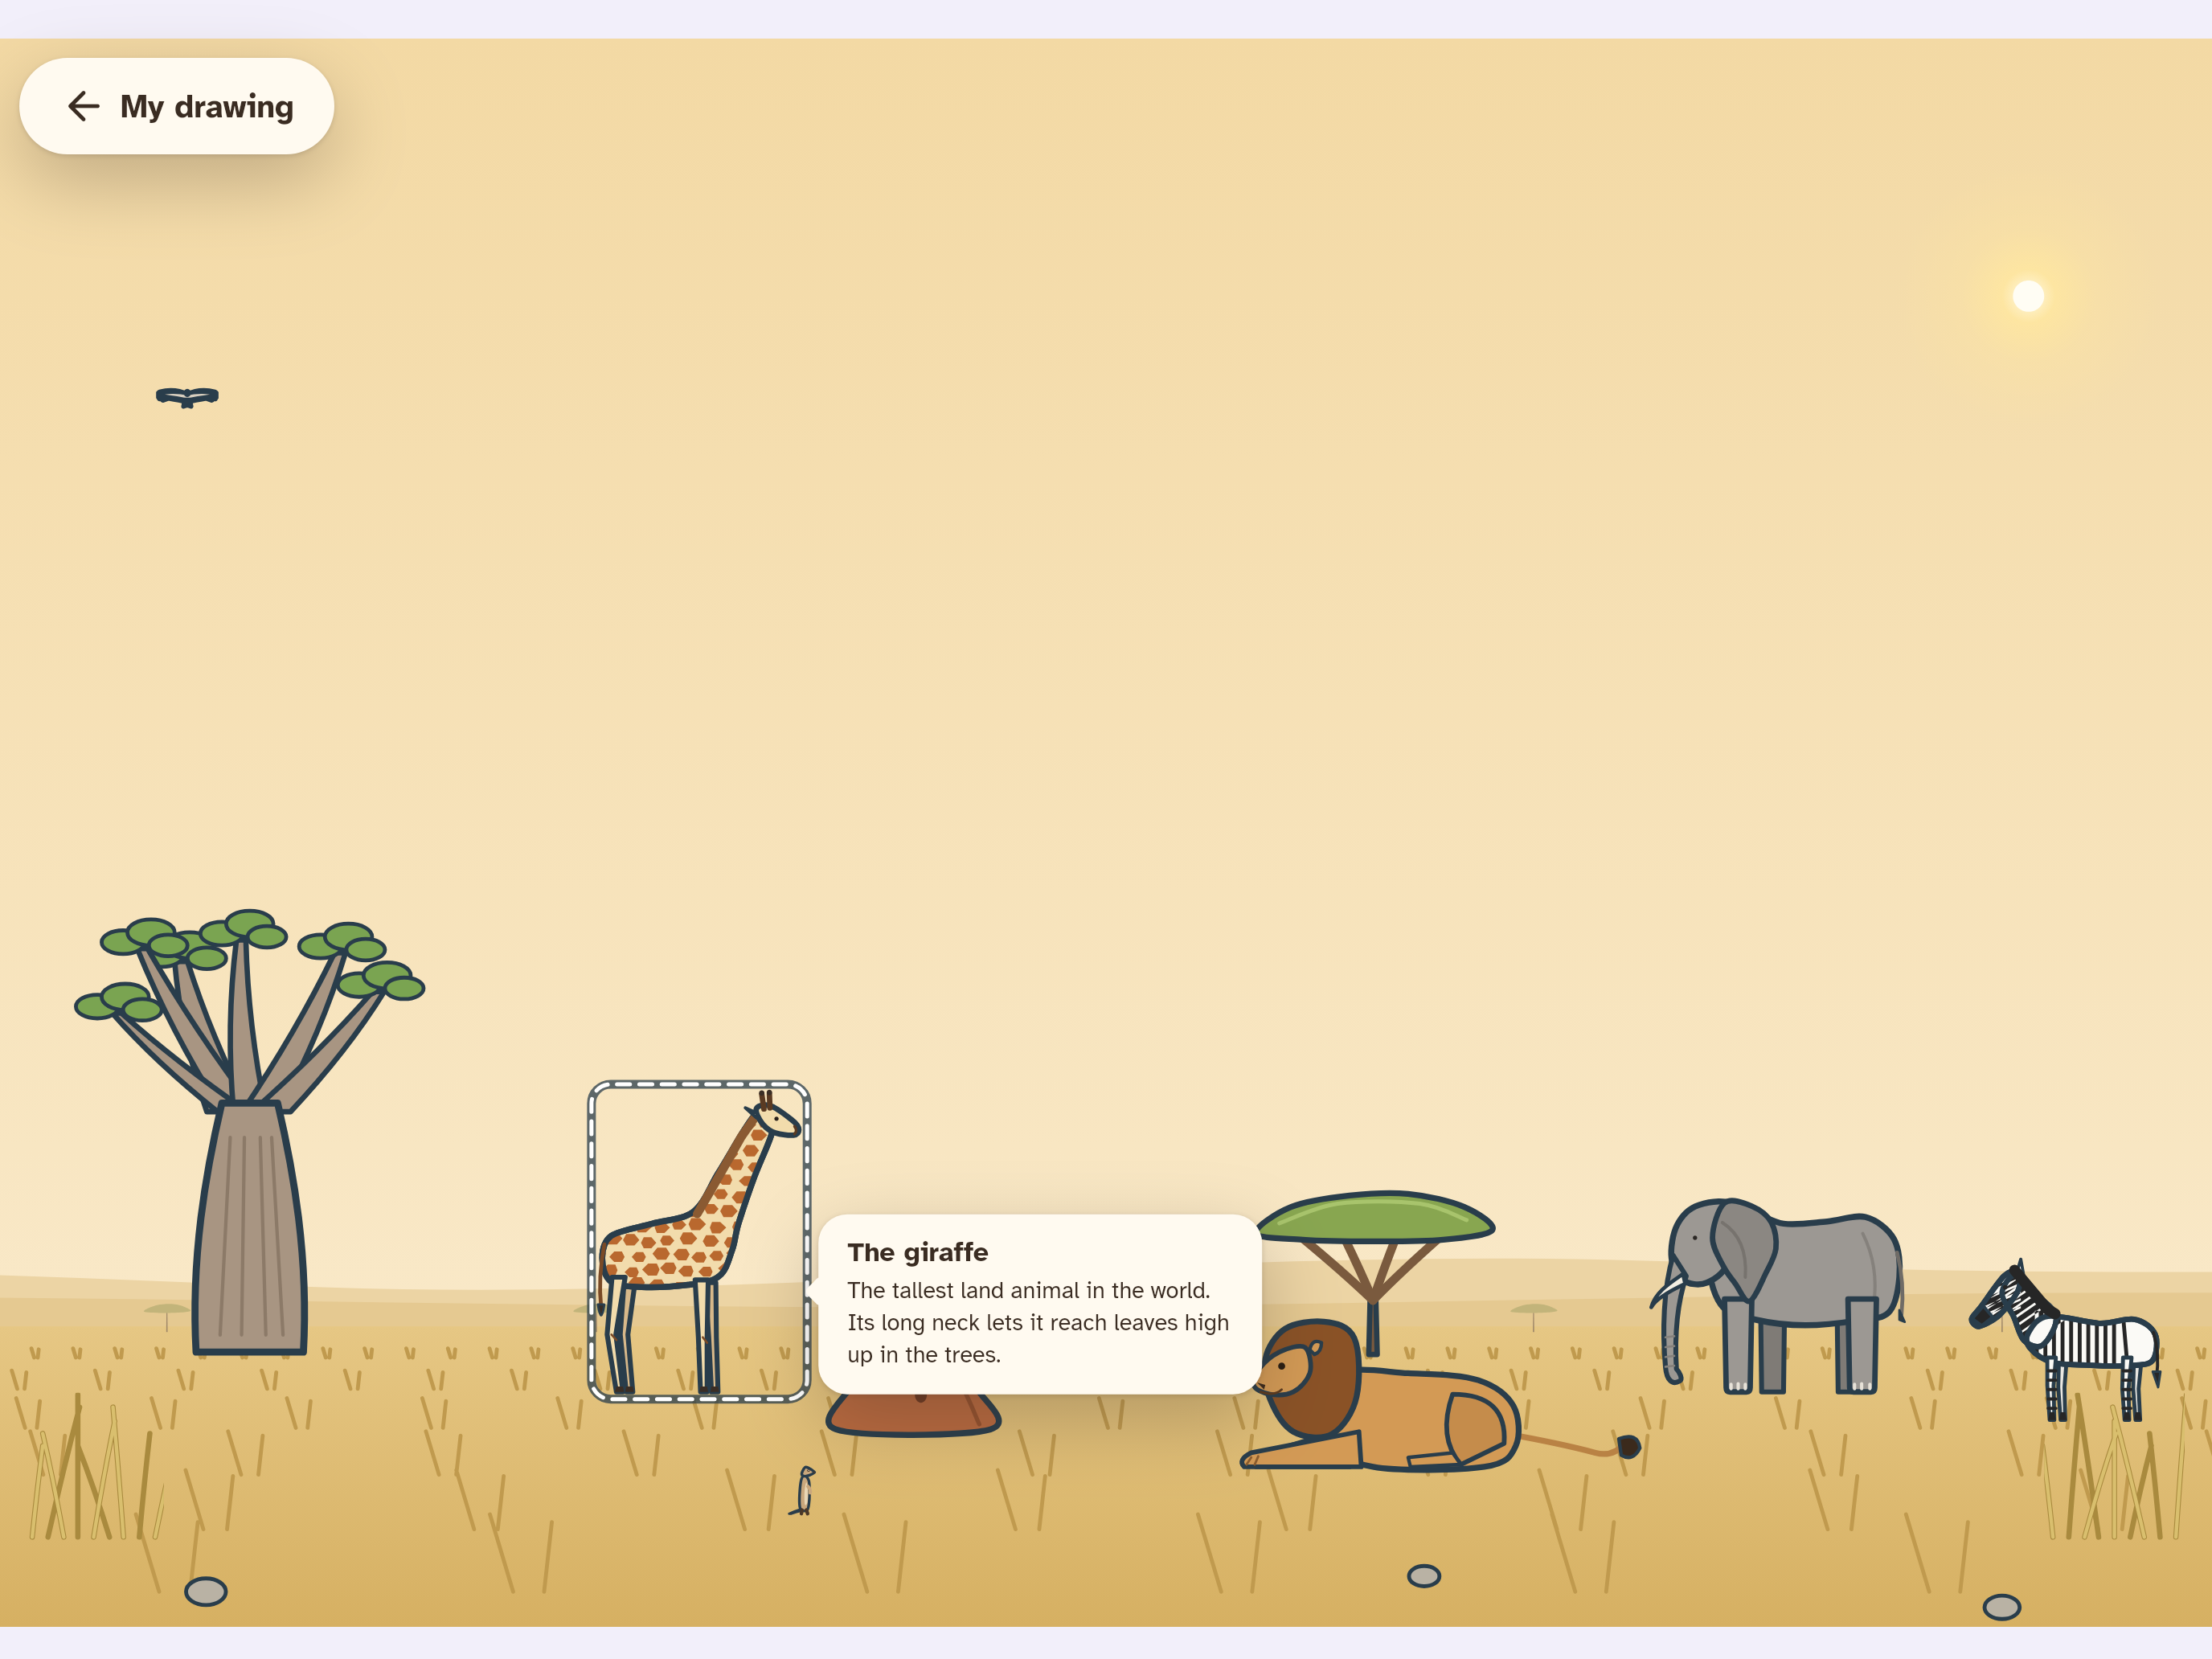 My drawing
The giraffe
The tallest land animal in the world.
Its long neck lets it reach leaves high
up in the trees.